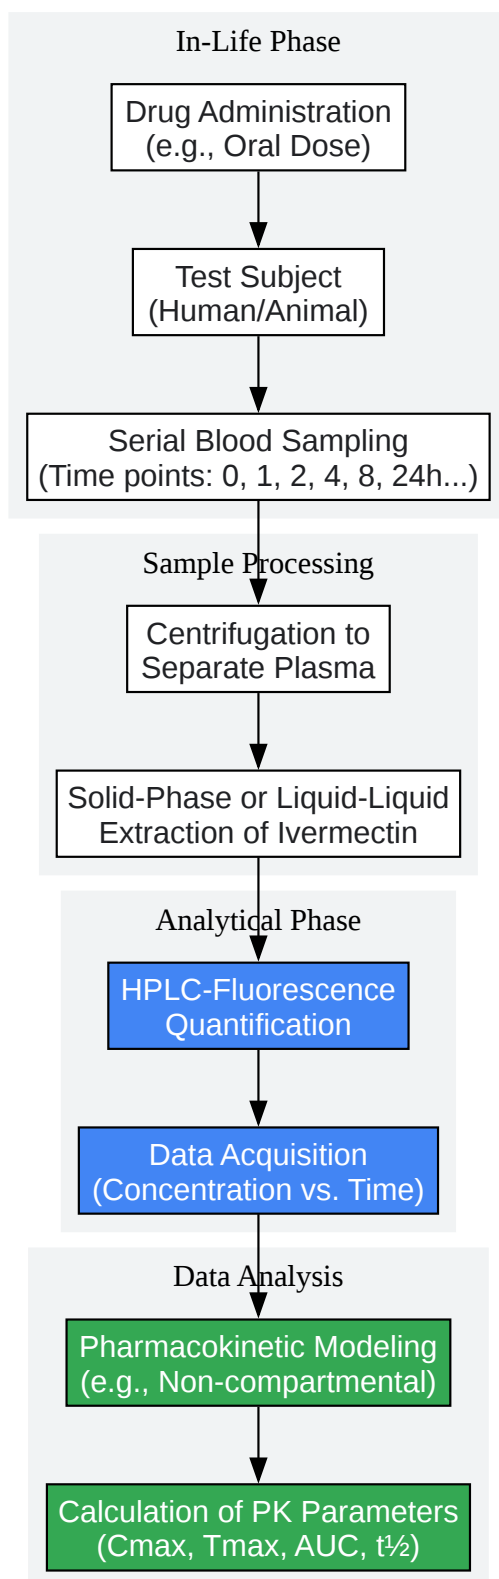 In-Life Phase
Drug Administration
(e.g., Oral Dose)
Test Subject
(Human/Animal)
Serial Blood Sampling
(Time points: 0, 1, 2, 4, 8, 24h...)
Sample Processing
Centrifugation to
Separate Plasma
Solid-Phase or Liquid-Liquid
Extraction of Ivermectin
Analytical Phase
HPLC-Fluorescence
Quantification
Data Acquisition
(Concentration vs. Time)
Data Analysis
Pharmacokinetic Modeling
(e.g., Non-compartmental)
Calculation of PK Parameters
(Cmax, Tmax, AUC, t½)